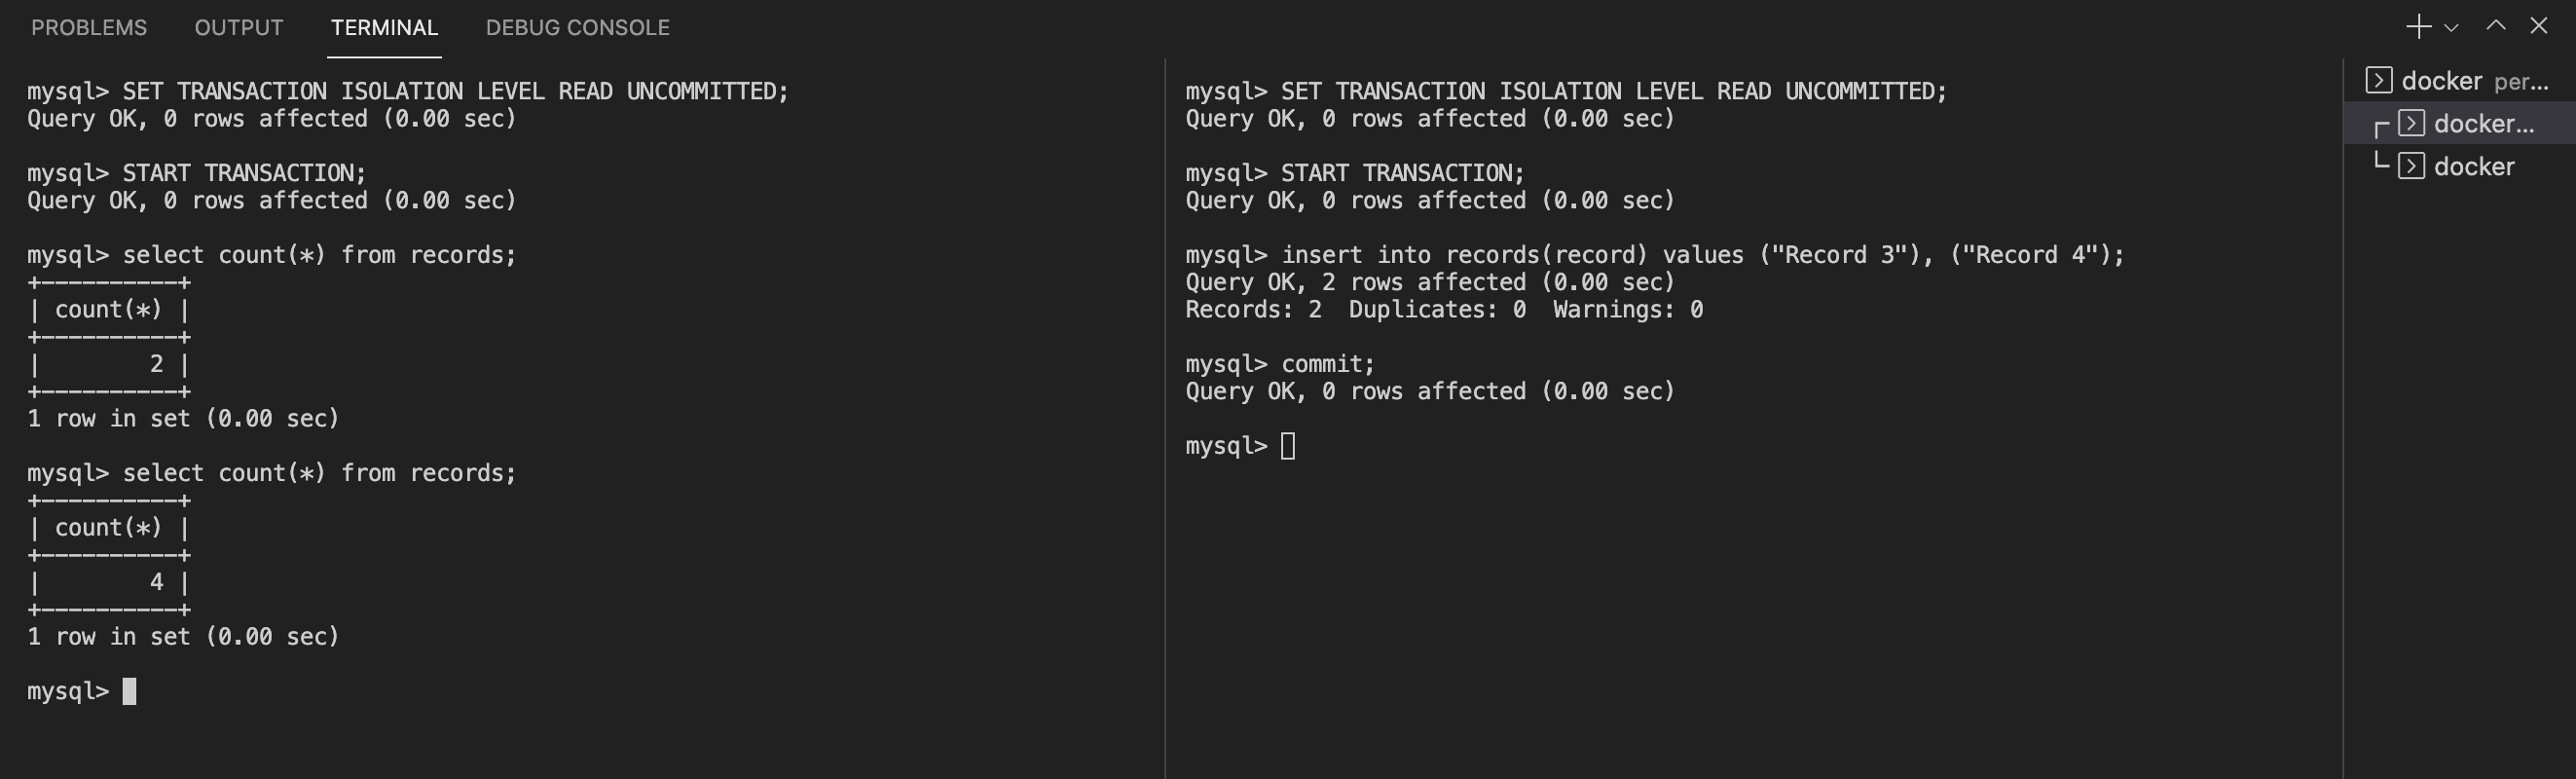 PROBLEMS OUTPUT TERMINAL DEBUG CONSOLE
mysql> SET TRANSACTION ISOLATION LEVEL READ UNCOMMITTED;
Query OK, 0 rows affected (0.00 sec)
mysql> START TRANSACTION;
Query OK, 0 rows affected (0.00 sec)
mysql> select count(*) from records;
+----------+
| count(*) |
+----------+
|        2 |
+----------+
1 row in set (0.00 sec)
mysql> select count(*) from records;
+----------+
| count(*) |
+----------+
|        4 |
+----------+
1 row in set (0.00 sec)
mysql>
mysql> SET TRANSACTION ISOLATION LEVEL READ UNCOMMITTED;
Query OK, 0 rows affected (0.00 sec)
mysql> START TRANSACTION;
Query OK, 0 rows affected (0.00 sec)
mysql> insert into records(record) values ("Record 3"), ("Record 4");
Query OK, 2 rows affected (0.00 sec)
Records: 2  Duplicates: 0  Warnings: 0
mysql> commit;
Query OK, 0 rows affected (0.00 sec)
mysql>
docker per...
docker...
docker